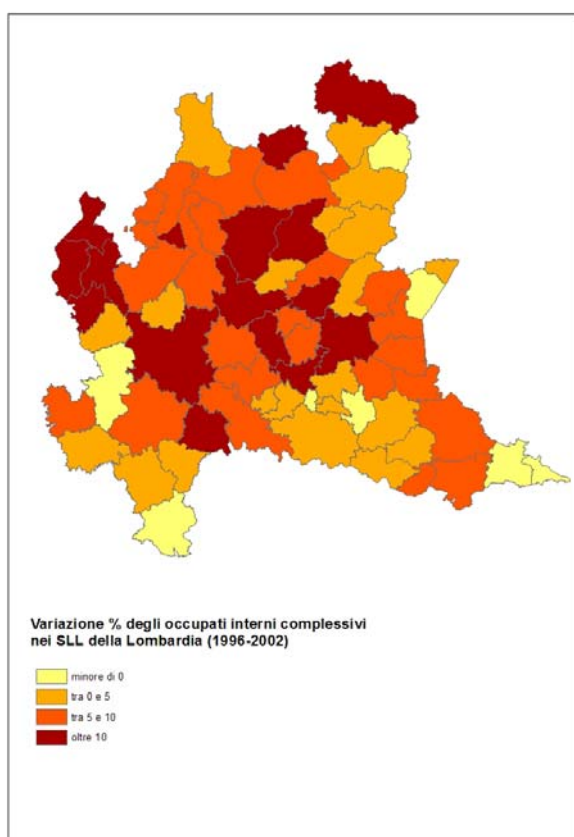 Variazione % degli occupati interni complessivi
nei SLL della Lombardia (1996-2002)
minore di 0
tra 0 e 5
tra 5 e 10
oltre 10